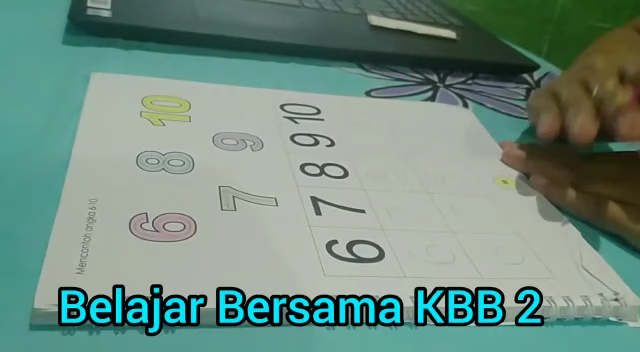 Mencontoh angka 6-10.
6 8 10
7 9
6 7 8 9 10
Belajar Bersama KBB 2